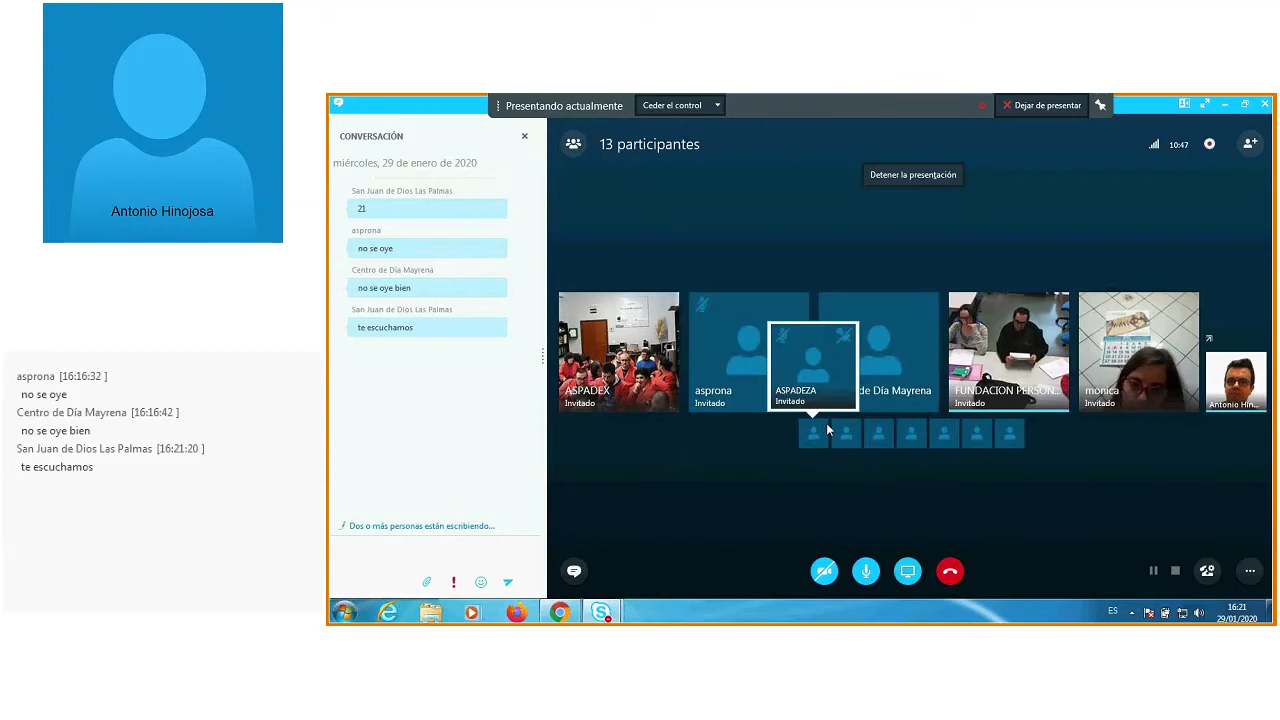 Antonio Hinojosa
asprona [16:16:32 ]
no se oye
Centro de Día Mayrena [16:16:42 ]
no se oye bien
San Juan de Dios Las Palmas [16:21:20 ]
te escuchamos
Presentando actualmente
Ceder el control
Dejar de presentar
CONVERSACIÓN
13 participantes
10:47
Detener la presentación
miércoles, 29 de enero de 2020
San Juan de Dios Las Palmas
21
asprona
no se oye
Centro de Día Mayrena
no se oye bien
San Juan de Dios Las Palmas
te escuchamos
ASPADEX
Invitado
asprona
Invitado
ASPADEZA
Invitado
de Día Mayrena
FUNDACION PERSON...
Invitado
monica
Invitado
Antonio Hin...
Dos o más personas están escribiendo...
ES
16:21
29/01/2020